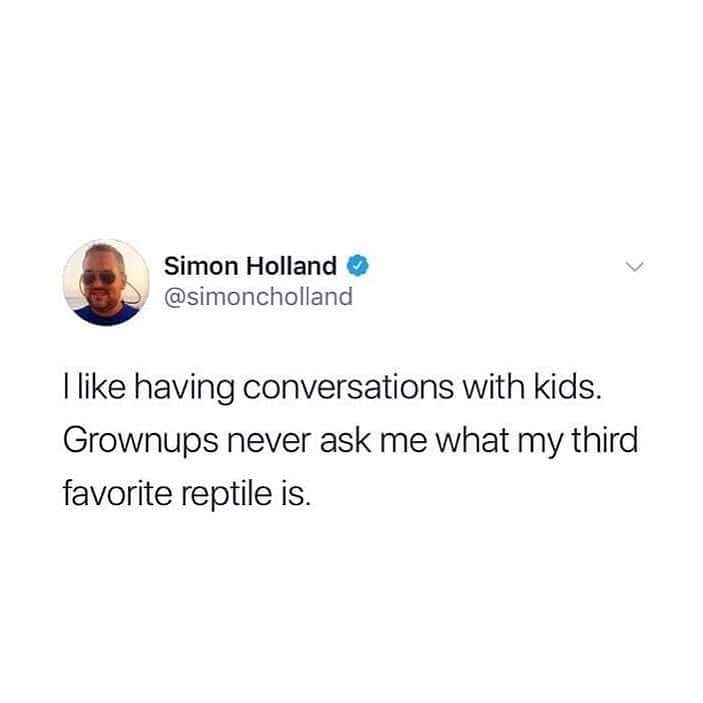 Simon Holland
@simoncholland
I like having conversations with kids.
Grownups never ask me what my third
favorite reptile is.